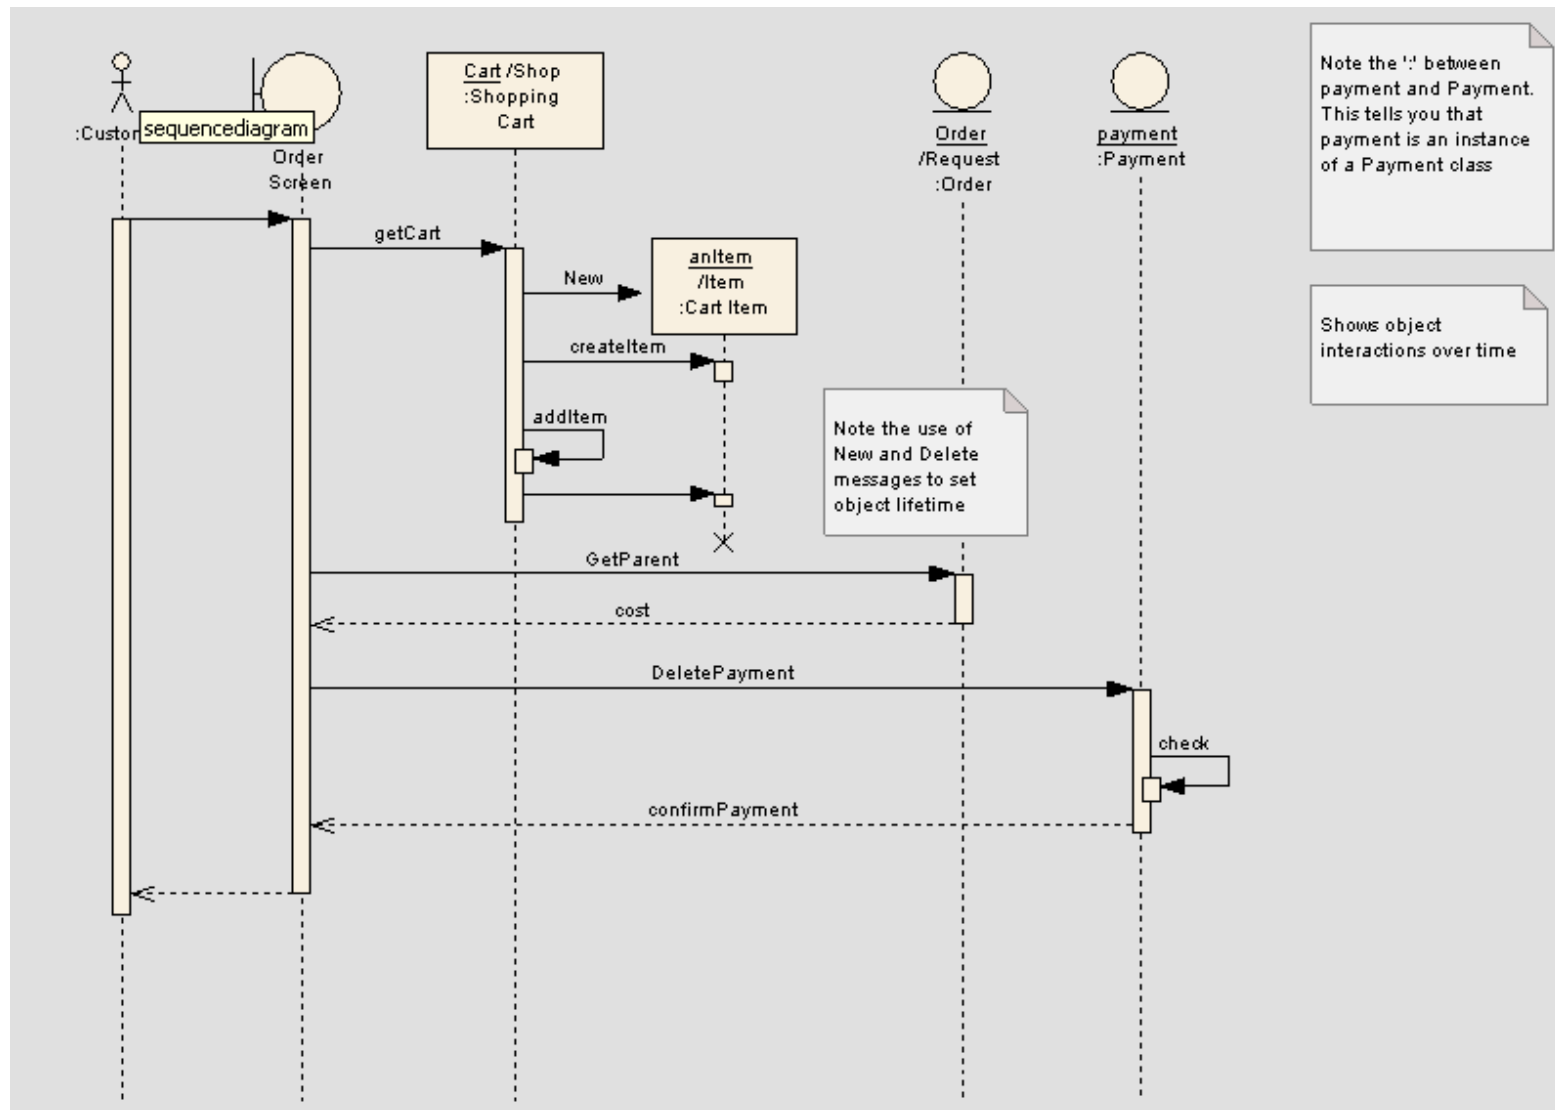 :Custom
sequencediagram
Order
Screen
Cart /Shop
:Shopping
Cart
Order
/Request
:Order
payment
:Payment
Note the ':' between
payment and Payment.
This tells you that
payment is an instance
of a Payment class
getCart
New
anItem
/Item
:Cart Item
Shows object
interactions over time
createItem
addItem
Note the use of
New and Delete
messages to set
object lifetime
GetParent
cost
DeletePayment
check
confirmPayment